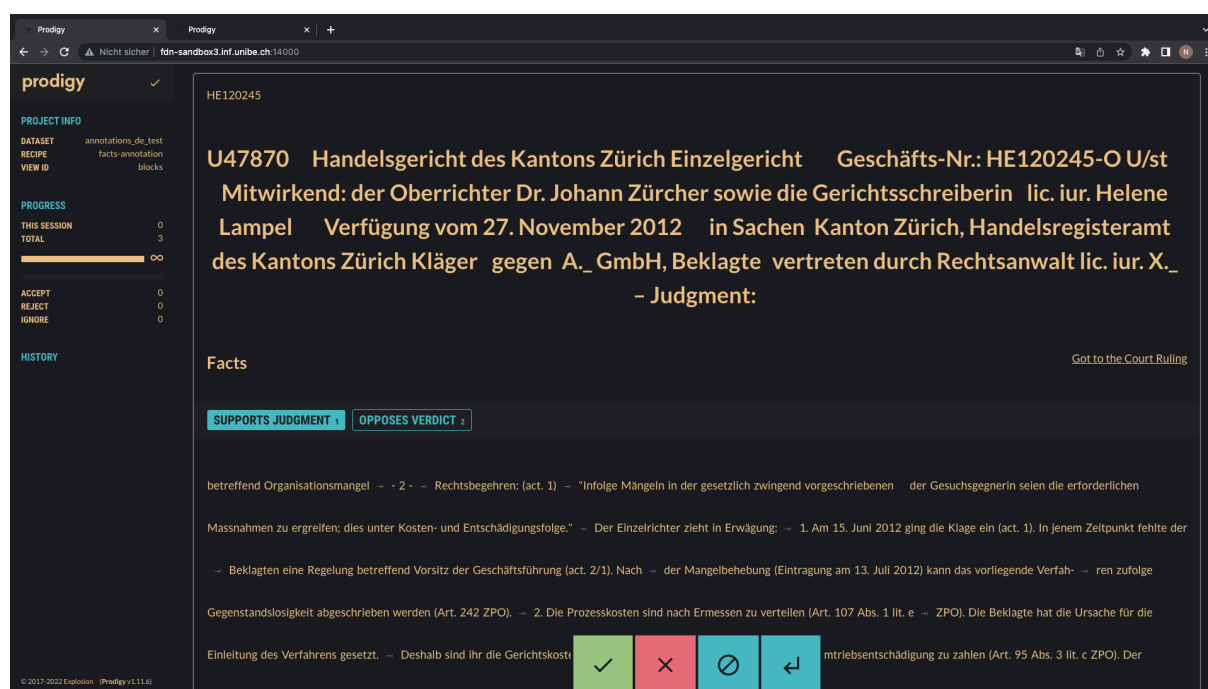 Prodigy
Prodigy
Nicht sicher | fdn-sandbox3.inf.unibe.ch:14000
N
prodigy
PROJECT INFO
DATASET annotations_de_test
RECIPE facts-annotation
VIEW ID blocks
PROGRESS
THIS SESSION 0
TOTAL 3
∞
ACCEPT 0
REJECT 0
IGNORE 0
HISTORY
© 2017-2022 Explosion (Prodigy v1.11.6)
HE120245
U47870 Handelsgericht des Kantons Zürich Einzelgericht Geschäfts-Nr.: HE120245-O U/st
Mitwirkend: der Oberrichter Dr. Johann Zürcher sowie die Gerichtsschreiberin lic. iur. Helene
Lampel Verfügung vom 27. November 2012 in Sachen Kanton Zürich, Handelsregisteramt
des Kantons Zürich Kläger gegen A._ GmbH, Beklagte vertreten durch Rechtsanwalt lic. iur. X._
– Judgment:
Facts
Got to the Court Ruling
SUPPORTS JUDGMENT 1 OPPOSES VERDICT 2
betreffend Organisationsmangel - 2 - Rechtsbegehren: (act. 1) "Infolge Mängeln in der gesetzlich zwingend vorgeschriebenen der Gesuchsgegnerin seien die erforderlichen
Massnahmen zu ergreifen; dies unter Kosten- und Entschädigungsfolge." Der Einzelrichter zieht in Erwägung: 1. Am 15. Juni 2012 ging die Klage ein (act. 1). In jenem Zeitpunkt fehlte der
Beklagten eine Regelung betreffend Vorsitz der Geschäftsführung (act. 2/1). Nach der Mangelbehebung (Eintragung am 13. Juli 2012) kann das vorliegende Verfah- ren zufolge
Gegenstandslosigkeit abgeschrieben werden (Art. 242 ZPO). 2. Die Prozesskosten sind nach Ermessen zu verteilen (Art. 107 Abs. 1 lit. e ZPO). Die Beklagte hat die Ursache für die
Einleitung des Verfahrens gesetzt. Deshalb sind ihr die Gerichtskoste mtriebsentschädigung zu zahlen (Art. 95 Abs. 3 lit. c ZPO). Der